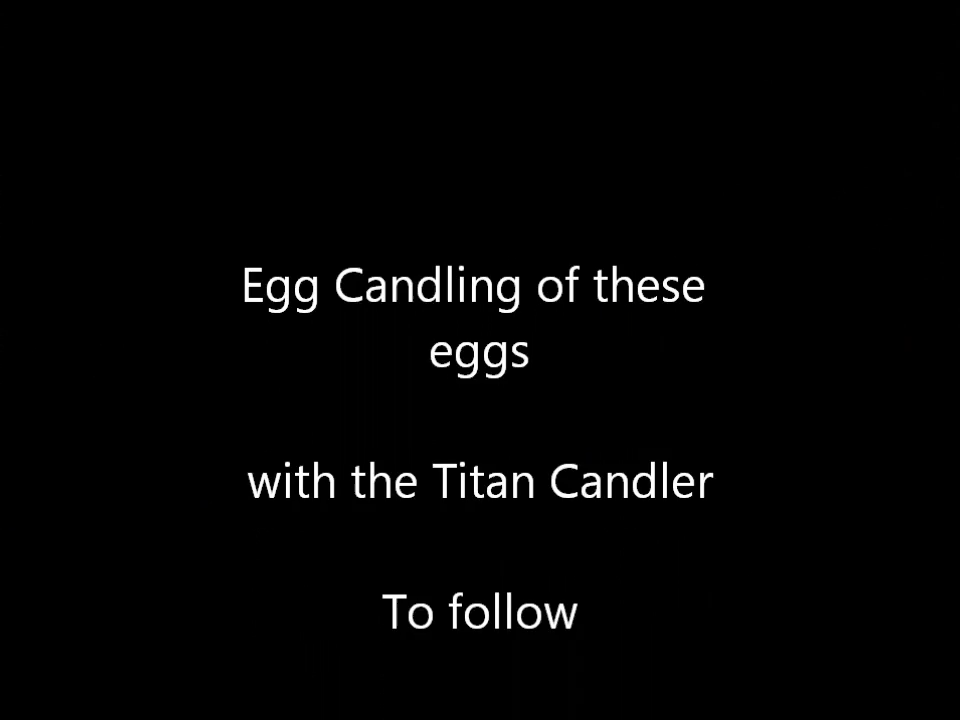 Egg Candling of these
eggs
with the Titan Candler
To follow